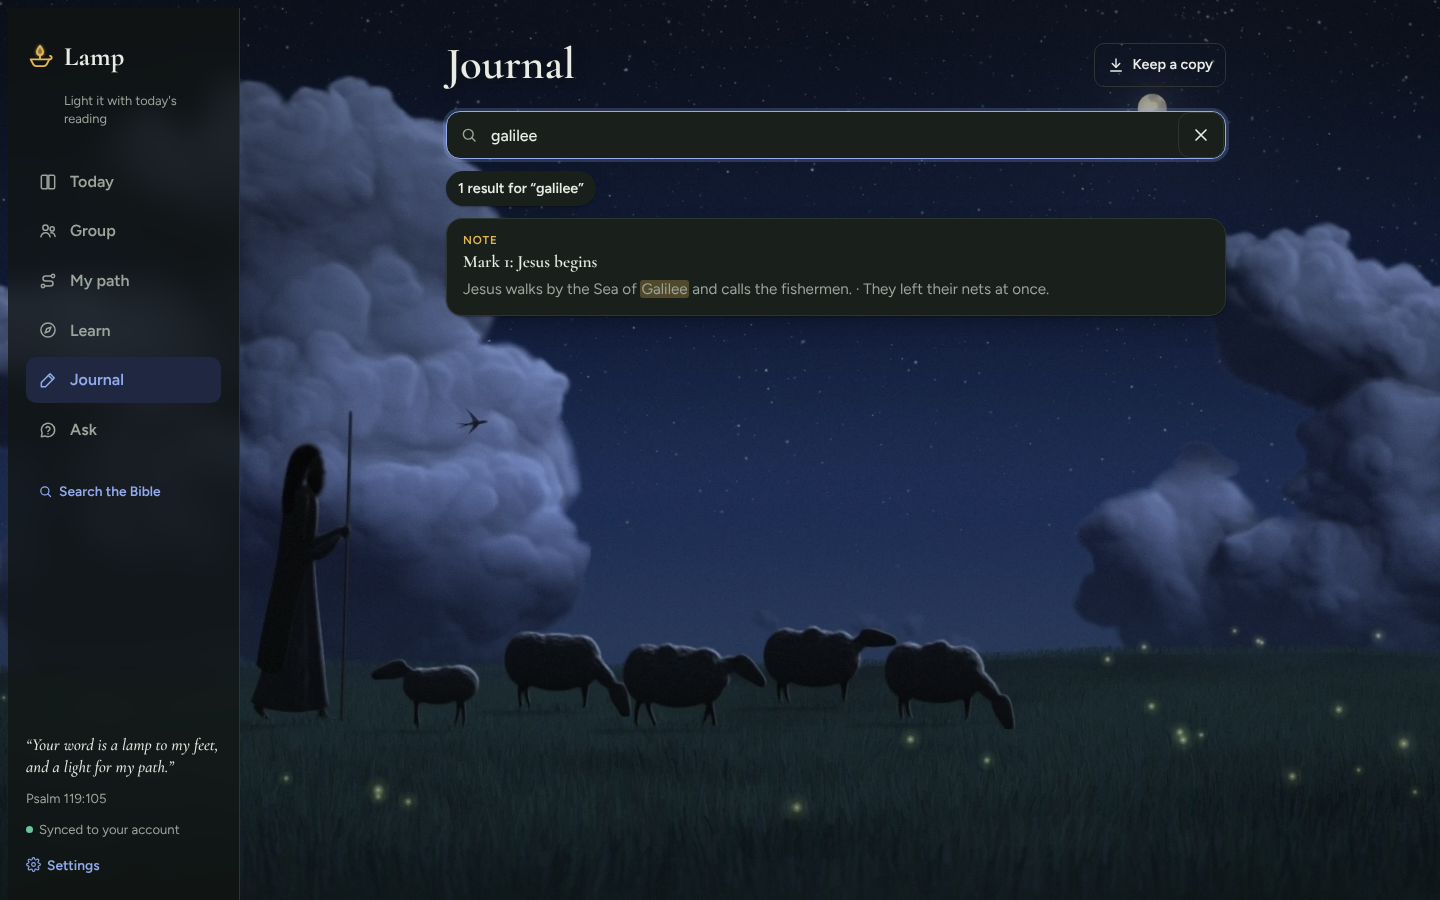 Lamp
Light it with today's
reading
Today
Group
My path
Learn
Journal
Ask
Search the Bible
“Your word is a lamp to my feet,
and a light for my path.”
Psalm 119:105
Synced to your account
Settings
Journal
Keep a copy
galilee
1 result for “galilee”
NOTE
Mark 1: Jesus begins
Jesus walks by the Sea of Galilee and calls the fishermen. · They left their nets at once.